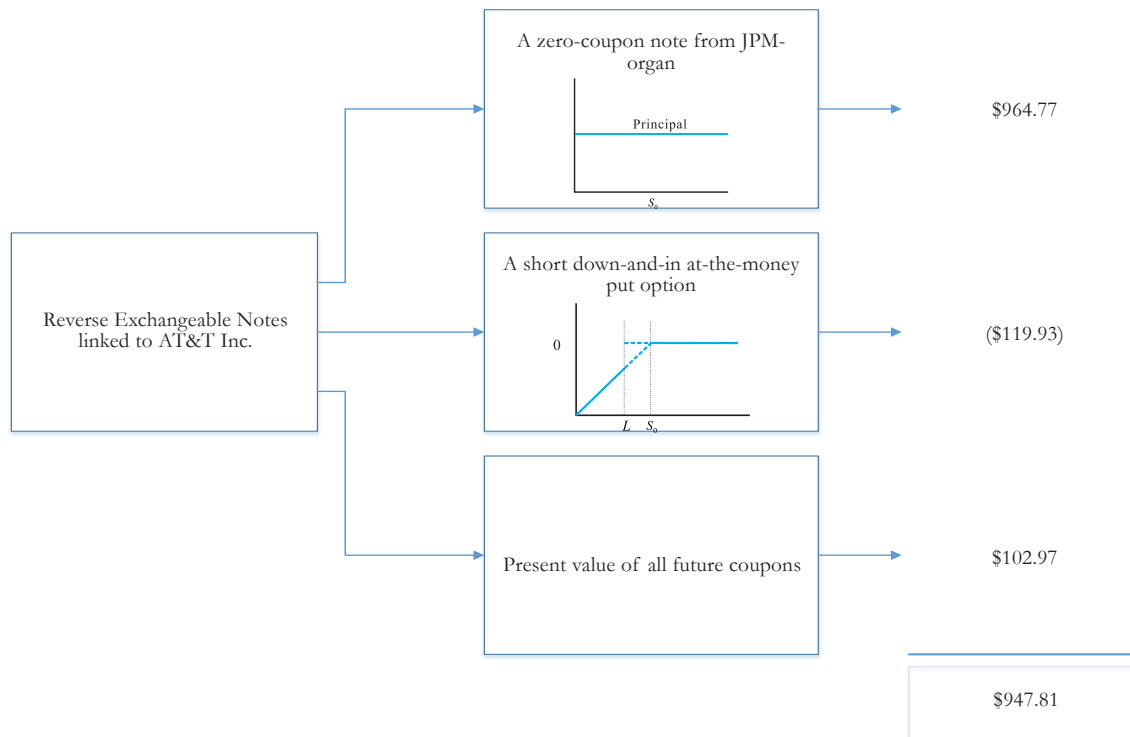 A zero-coupon note from JPM-
organ
Principal
S₀
$964.77
Reverse Exchangeable Notes
linked to AT&T Inc.
A short down-and-in at-the-money
put option
0
L S₀
($119.93)
Present value of all future coupons
$102.97
$947.81